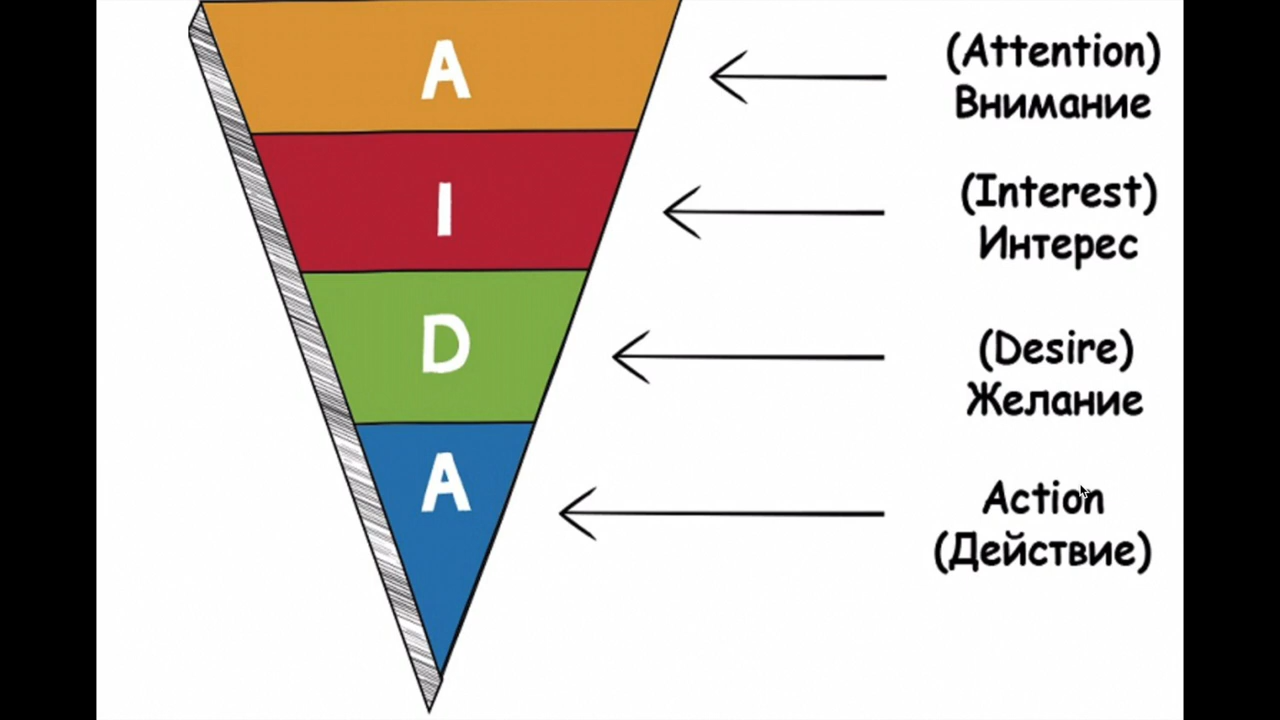 A
(Attention)
Внимание
I
(Interest)
Интерес
D
(Desire)
Желание
A
Action
(Действие)